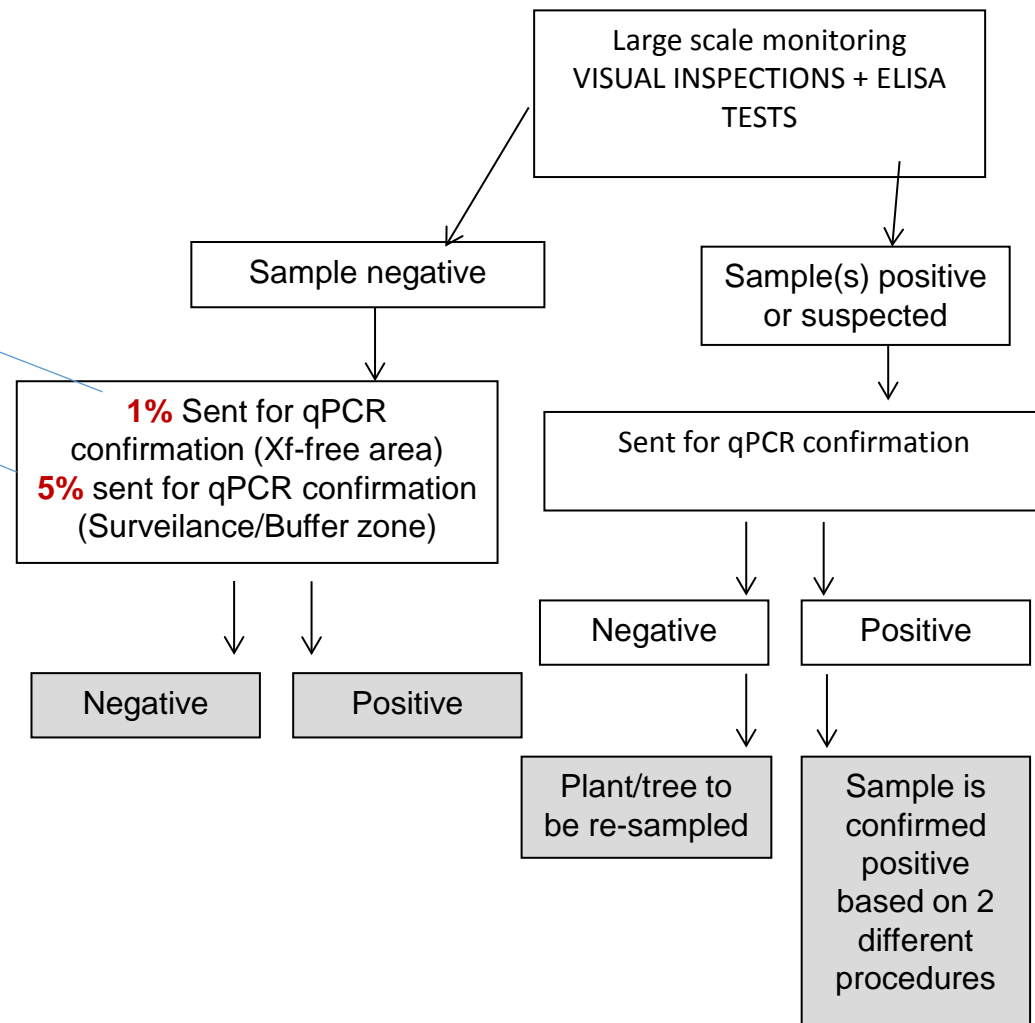 Large scale monitoring
VISUAL INSPECTIONS + ELISA
TESTS
Sample negative
Sample(s) positive
or suspected
1% Sent for qPCR
confirmation (Xf-free area)
5% sent for qPCR confirmation
(Surveilance/Buffer zone)
Sent for qPCR confirmation
Negative
Positive
Negative
Positive
Plant/tree to
be re-sampled
Sample is
confirmed
positive
based on 2
different
procedures